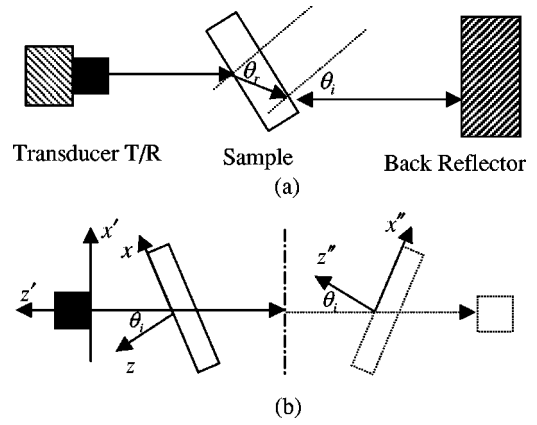 θr
θi
Transducer T/R
Sample
Back Reflector
(a)
x′
x
z′
θi
z
x″
z″
θi
(b)